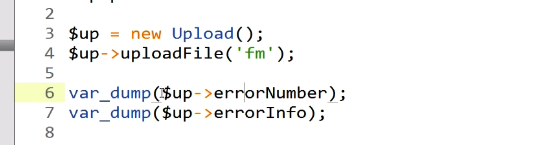 2
3 $up = new Upload();
4 $up->uploadFile('fm');
5
6 var_dump($up->errorNumber);
7 var_dump($up->errorInfo);
8